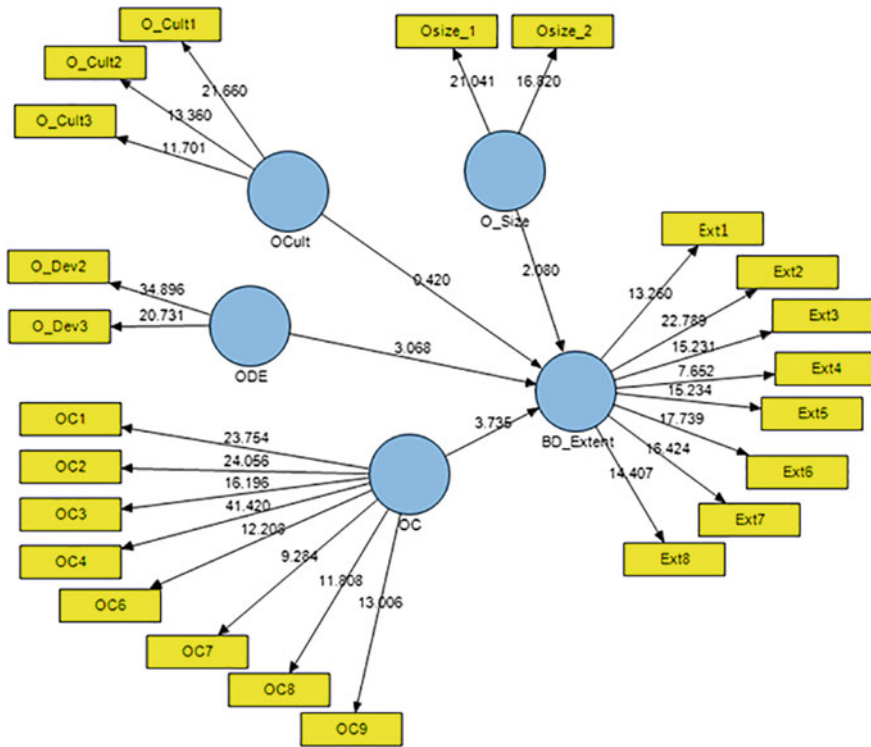 O_Cult1
O_Cult2
O_Cult3
21.660
13.360
11.701
OCult
Osize_1
Osize_2
21.041
16.820
O_Size
O_Dev2
O_Dev3
34.896
20.731
ODE
0.420
2.080
3.068
3.735
BD_Extent
Ext1
Ext2
Ext3
Ext4
Ext5
Ext6
Ext7
Ext8
13.260
22.789
15.231
7.652
15.234
17.739
16.424
14.407
OC1
OC2
OC3
OC4
OC6
OC7
OC8
OC9
23.754
24.056
16.196
41.420
12.208
9.284
11.808
13.006
OC